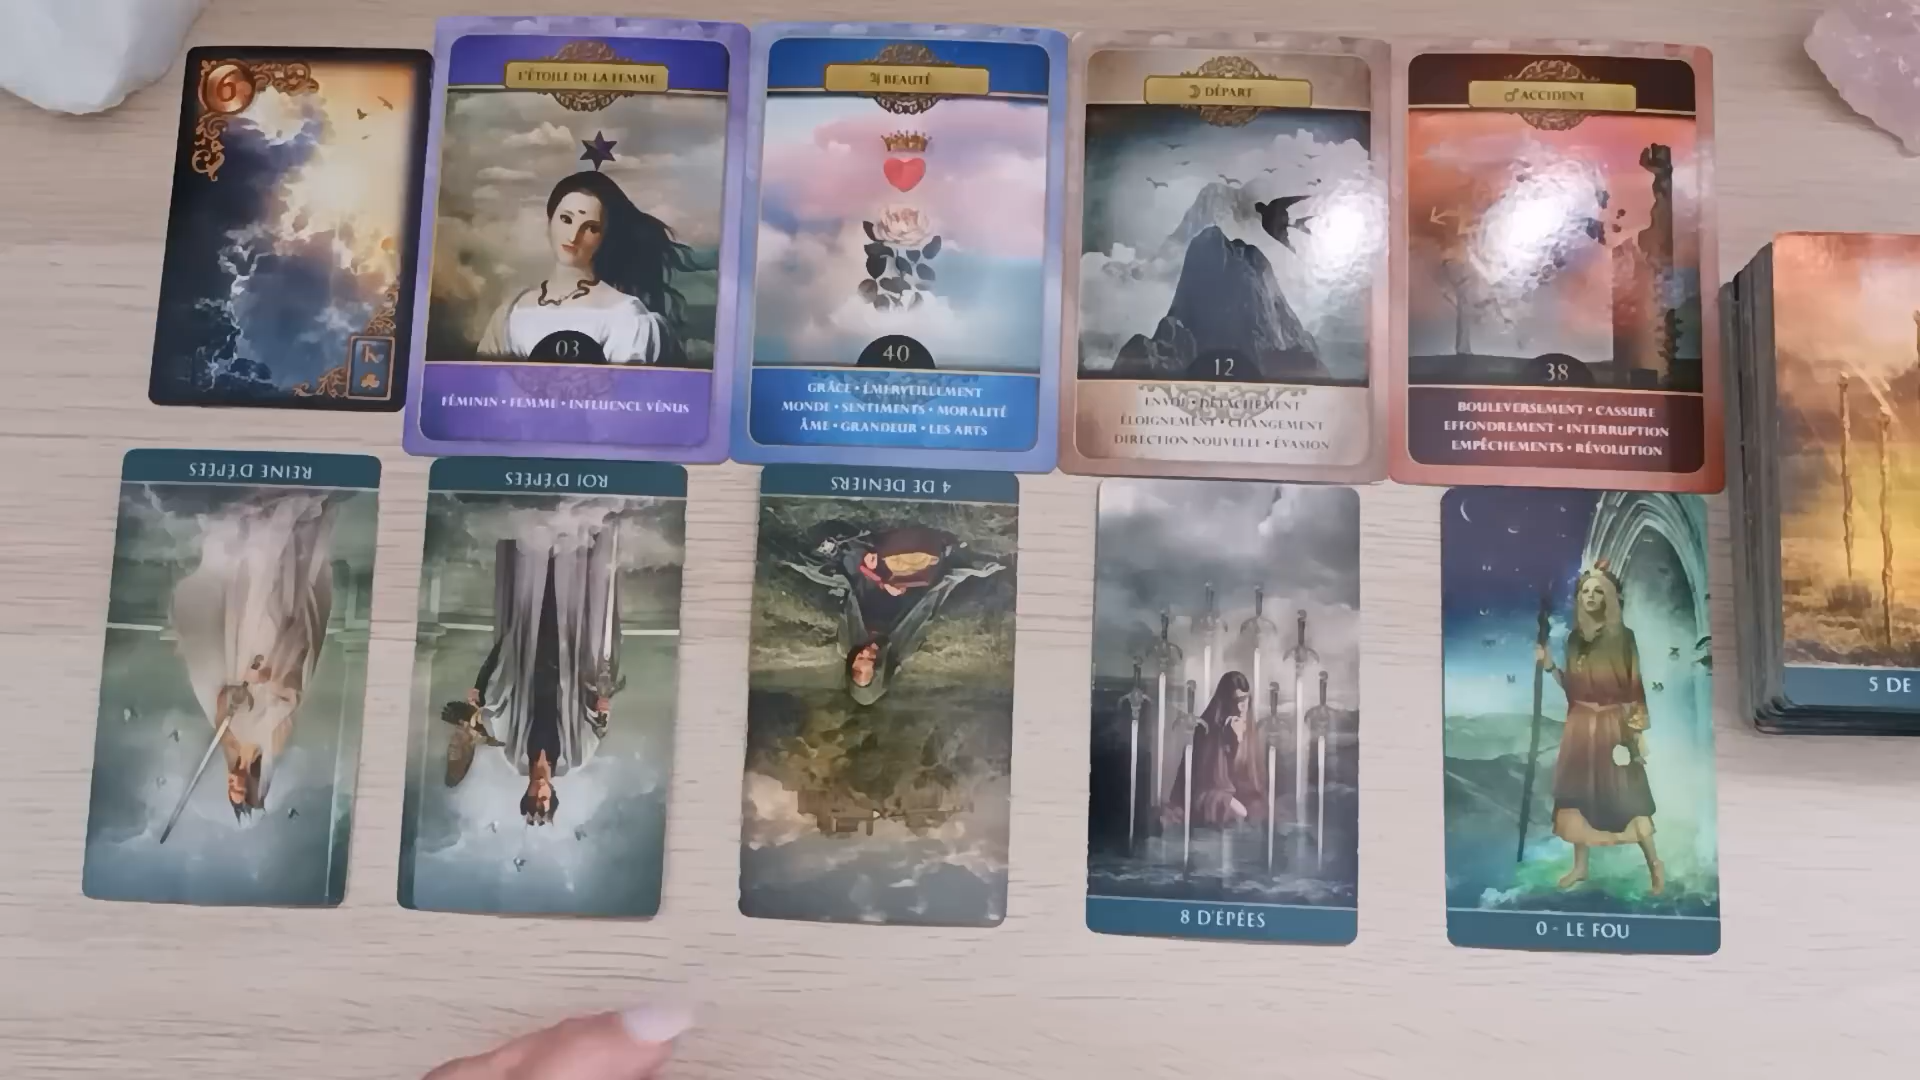 6
K
L'ÉTOILE DE LA FEMME
03
FÉMININ • FEMME • INFLUENCE VÉNUS
♃ BEAUTÉ
40
GRÂCE • ÉMERVEILLEMENT
MONDE • SENTIMENTS • MORALITÉ
ÂME • GRANDEUR • LES ARTS
☽ DÉPART
12
ENVOL • DÉTACHEMENT
ÉLOIGNEMENT • CHANGEMENT
DIRECTION NOUVELLE • ÉVASION
♂ ACCIDENT
38
BOULEVERSEMENT • CASSURE
EFFONDREMENT • INTERRUPTION
EMPÊCHEMENTS • RÉVOLUTION
REINE D'ÉPÉES
ROI D'ÉPÉES
4 DE DENIERS
8 D'ÉPÉES
0 - LE FOU
5 DE